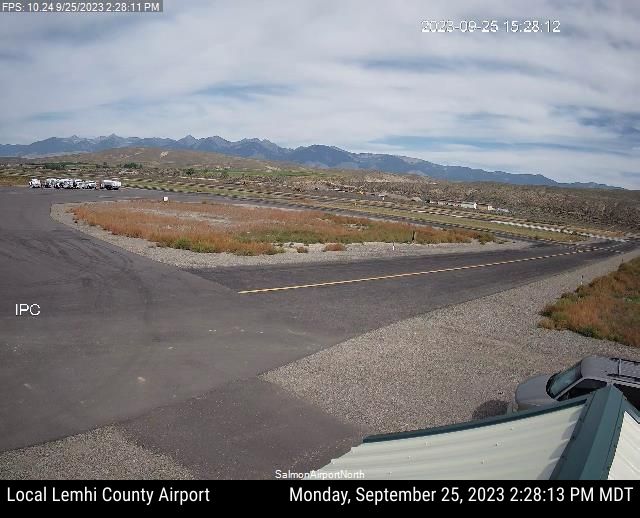 FPS: 10.24 9/25/2023 2:28:11 PM
2023-09-25 15:28:12
IPC
SalmonAirportNorth
Local Lemhi County Airport
Monday, September 25, 2023 2:28:13 PM MDT